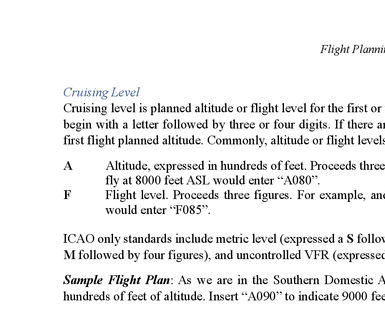 Flight Planni
Cruising Level
Cruising level is planned altitude or flight level for the first or
begin with a letter followed by three or four digits. If there ar
first flight planned altitude. Commonly, altitude or flight levels
A Altitude, expressed in hundreds of feet. Proceeds three
fly at 8000 feet ASL would enter “A080”.
F Flight level. Proceeds three figures. For example, and
would enter “F085”.
ICAO only standards include metric level (expressed a S follow
M followed by four figures), and uncontrolled VFR (expressed
Sample Flight Plan: As we are in the Southern Domestic A
hundreds of feet of altitude. Insert “A090” to indicate 9000 fee